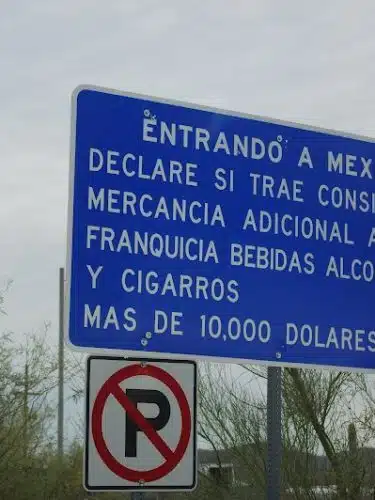 ENTRANDO A MEX
DECLARE SI TRAE CONSI
MERCANCIA ADICIONAL A
FRANQUICIA BEBIDAS ALCO
Y CIGARROS
MAS DE 10,000 DOLARES
P